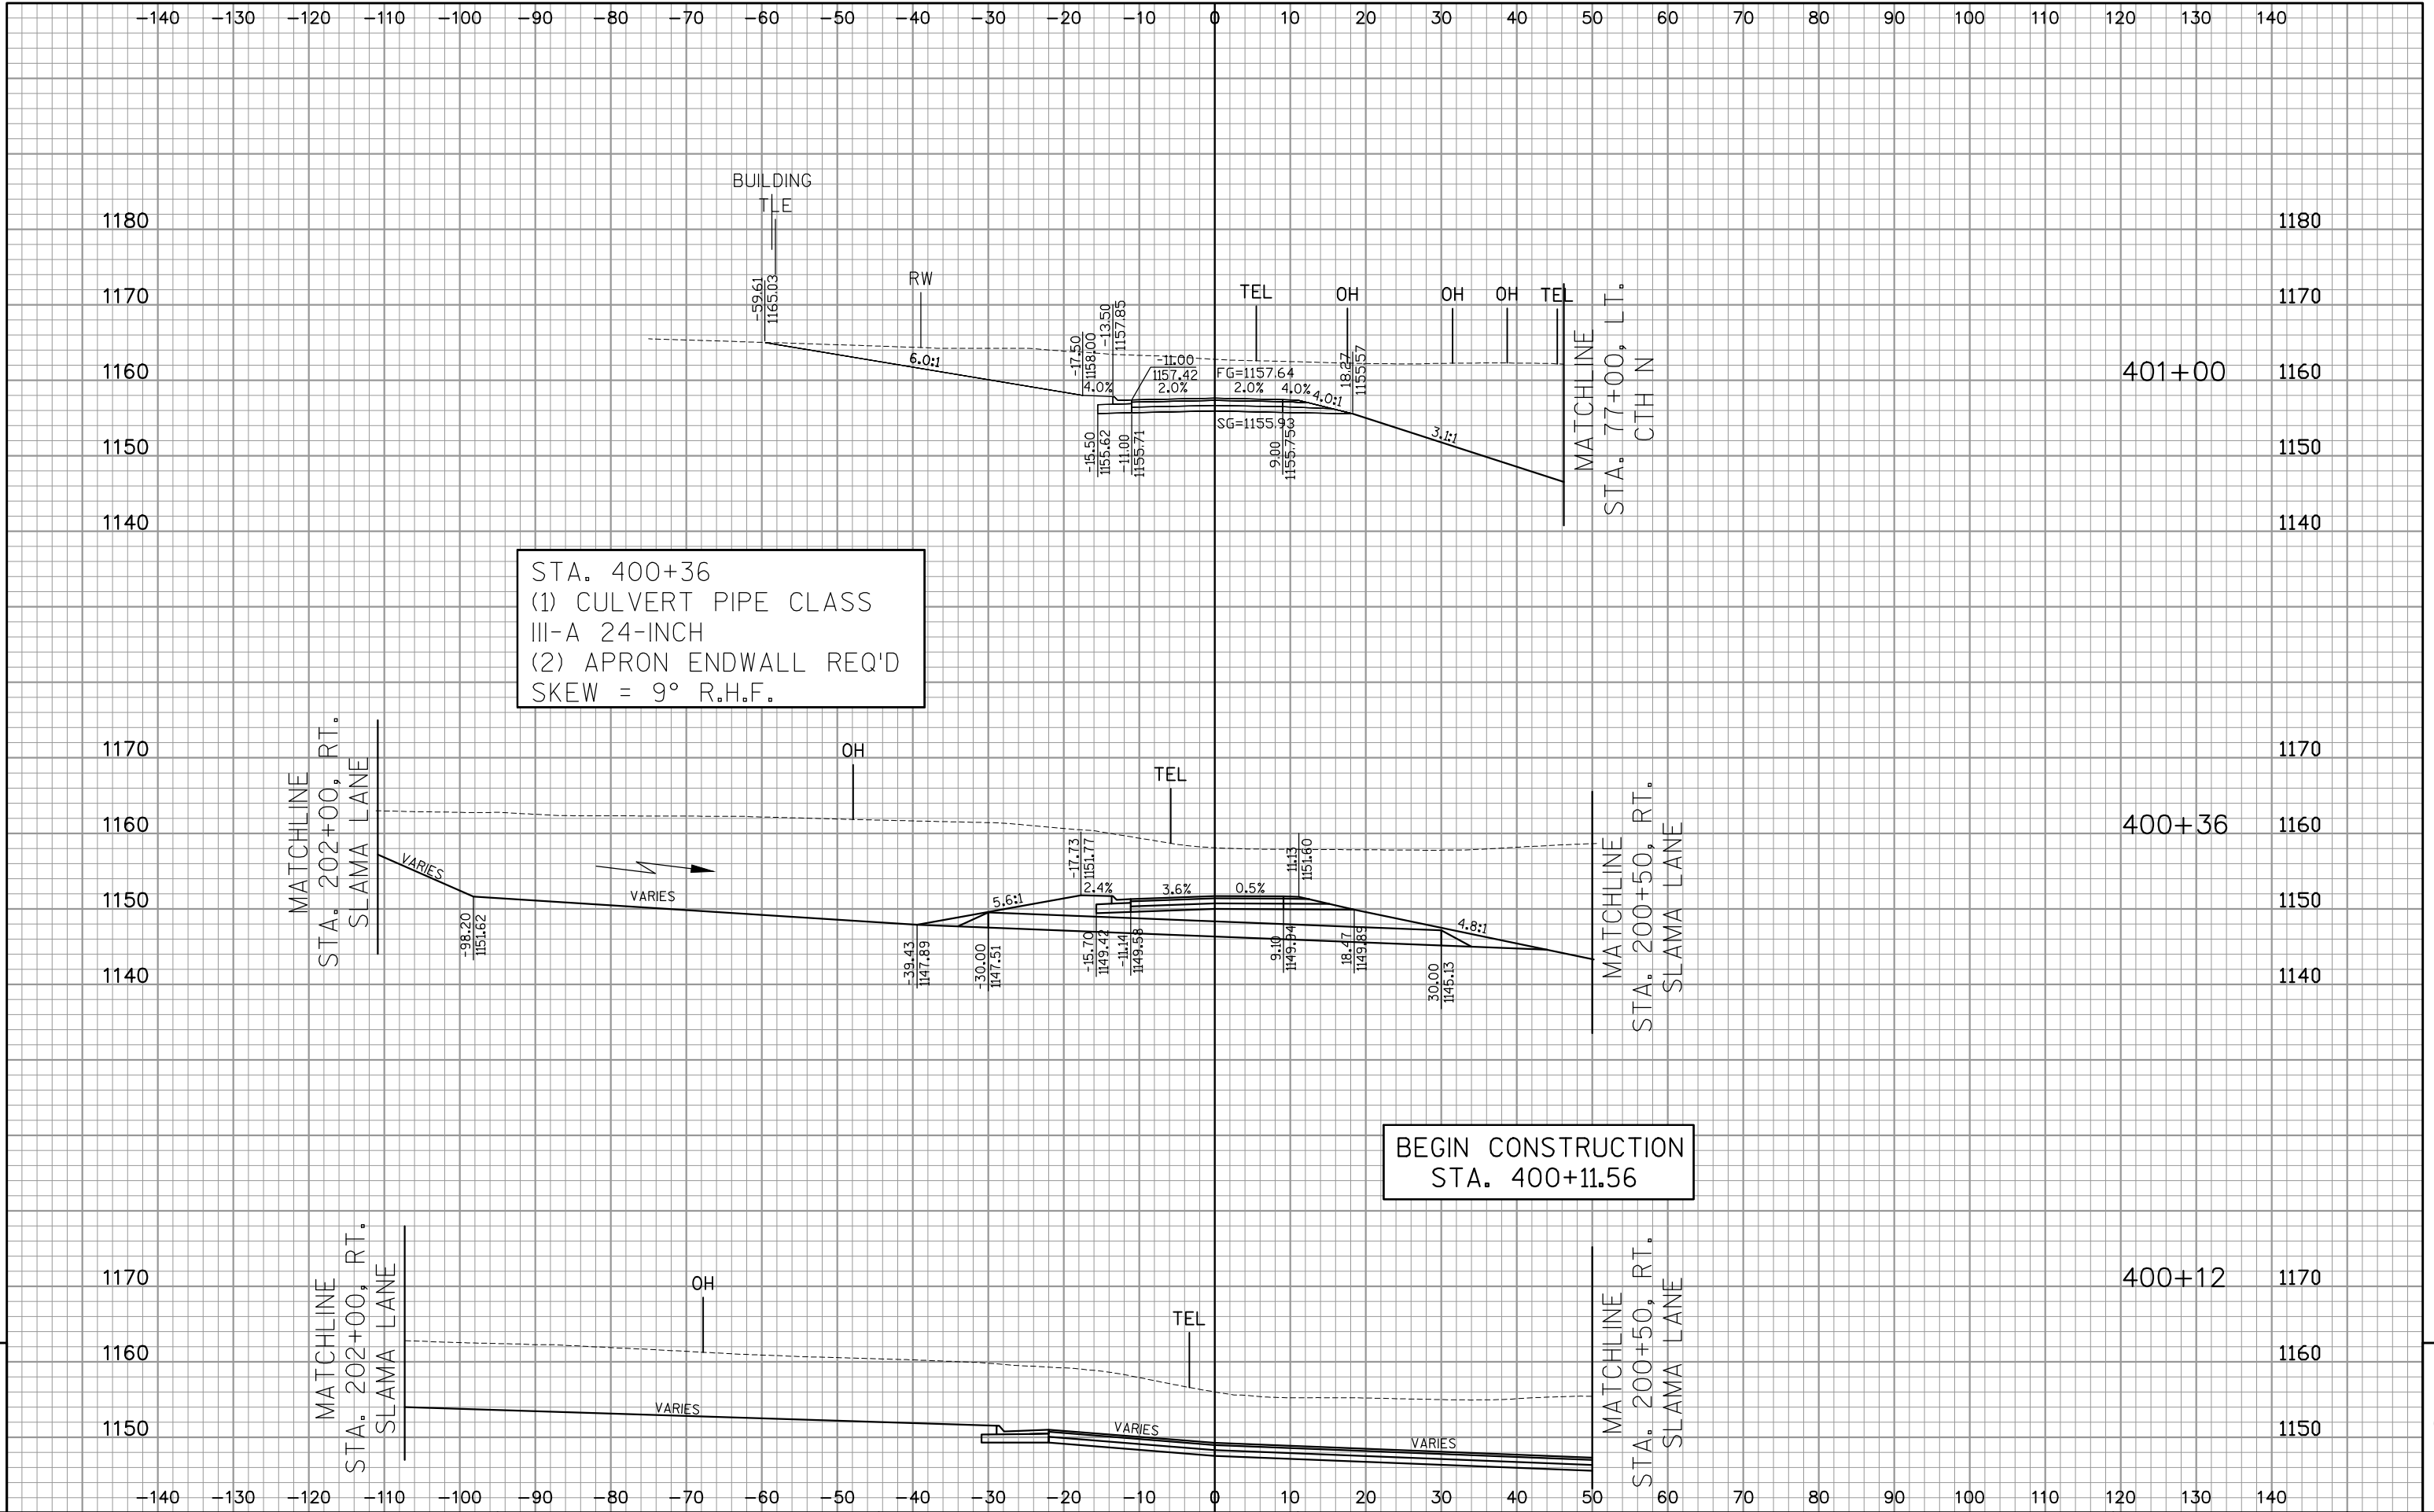 -140 -130 -120 -110 -100 -90 -80 -70 -60 -50 -40 -30 -20 -10 0 10 20 30 40 50 60 70 80 90 100 110 120 130 140
BUILDING
TLE
1180 1180
-59.61
1165.03
RW
1170 1170
TEL OH OH OH TEL
-17.50
1158.00
-13.50
1157.85
-11.00
1157.42
FG=1157.64
18.27
1155.57
6.0:1
4.0% 2.0% 2.0% 4.0% 4.0:1
1160 401+00 1160
SG=1155.93
3.1:1
-15.50
1155.62
-11.00
1155.71
9.00
1155.75
MATCHLINE
STA. 77+00, LT.
CTH N
1150 1150
1140 1140
STA. 400+36
(1) CULVERT PIPE CLASS
III-A 24-INCH
(2) APRON ENDWALL REQ'D
SKEW = 9° R.H.F.
MATCHLINE
STA. 202+00, RT.
SLAMA LANE
1170 1170
OH
TEL
1160 400+36 1160
VARIES
VARIES
-17.73
1151.77
11.13
1151.60
5.6:1 2.4% 3.6% 0.5% 4.8:1
1150 1150
-98.20
1151.62
-39.43
1147.89
-30.00
1147.51
-15.70
1149.42
-11.14
1149.58
9.10
1149.94
18.47
1149.89
30.00
1145.13
MATCHLINE
STA. 200+50, RT.
SLAMA LANE
1140 1140
BEGIN CONSTRUCTION
STA. 400+11.56
MATCHLINE
STA. 202+00, RT.
SLAMA LANE
1170 400+12 1170
OH
TEL
1160 1160
VARIES
VARIES
VARIES
1150 1150
MATCHLINE
STA. 200+50, RT.
SLAMA LANE
-140 -130 -120 -110 -100 -90 -80 -70 -60 -50 -40 -30 -20 -10 0 10 20 30 40 50 60 70 80 90 100 110 120 130 140